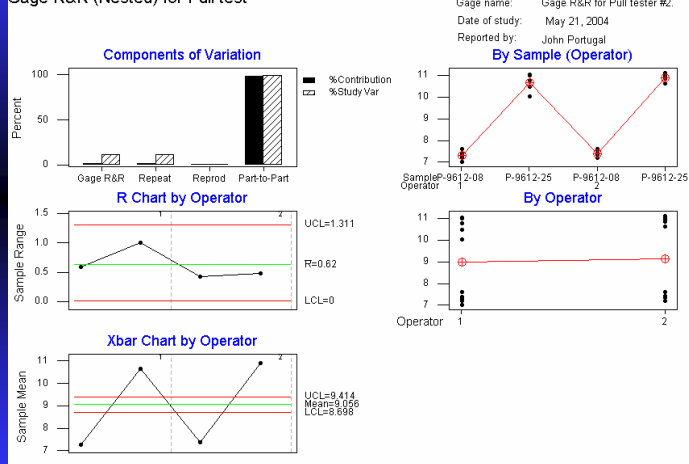 Gage R&R (Nested) for Pull test
Gage name: Gage R&R for Pull tester #2.
Date of study: May 21, 2004
Reported by: John Portugal
Components of Variation
100
50
0
Percent
%Contribution
%Study Var
Gage R&R Repeat Reprod Part-to-Part
By Sample (Operator)
11
10
9
8
7
Sample P-9612-08 P-9612-25 P-9612-08 P-9612-25
Operator 1 2
R Chart by Operator
1 2
1.5
1.0
0.5
0.0
Sample Range
UCL=1.311
R=0.62
LCL=0
By Operator
11
10
9
8
7
Operator 1 2
Xbar Chart by Operator
1 2
11
10
9
8
7
Sample Mean
UCL=9.414
Mean=9.056
LCL=8.698